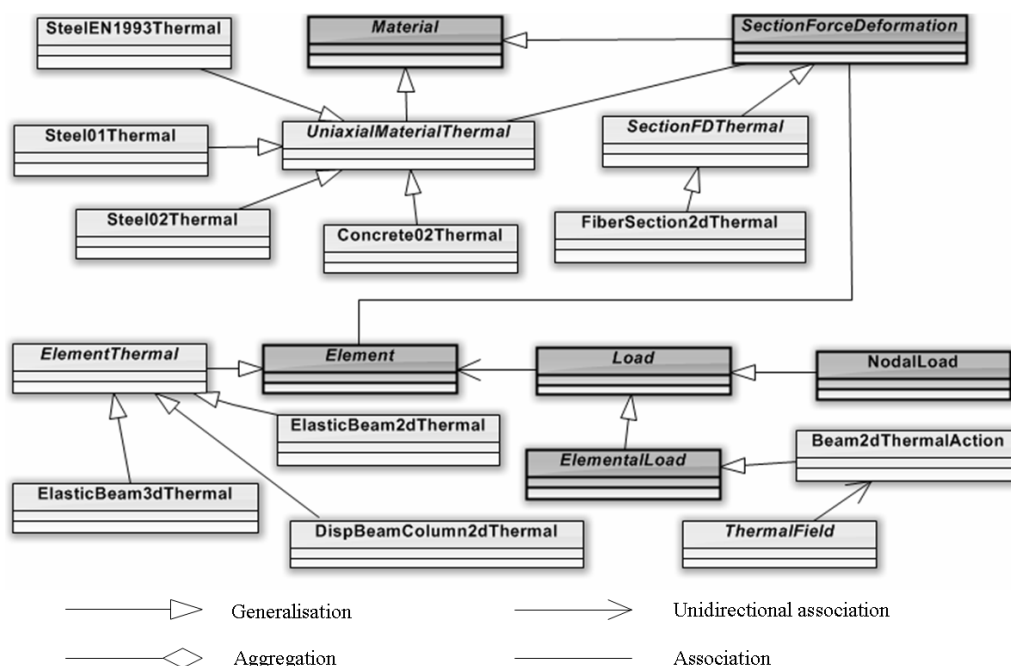 SteelEN1993Thermal
Material
SectionForceDeformation
Steel01Thermal
UniaxialMaterialThermal
SectionFDThermal
Steel02Thermal
Concrete02Thermal
FiberSection2dThermal
ElementThermal
Element
Load
NodalLoad
ElasticBeam2dThermal
ElementalLoad
Beam2dThermalAction
ElasticBeam3dThermal
DispBeamColumn2dThermal
ThermalField
Generalisation
Unidirectional association
Aggregation
Association